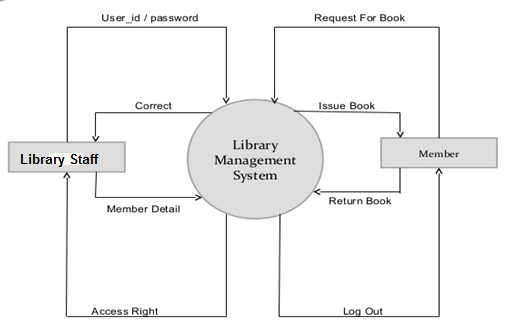 User_id / password
Request For Book
Correct
Issue Book
Library Staff
Library
Management
System
Member
Member Detail
Return Book
Access Right
Log Out